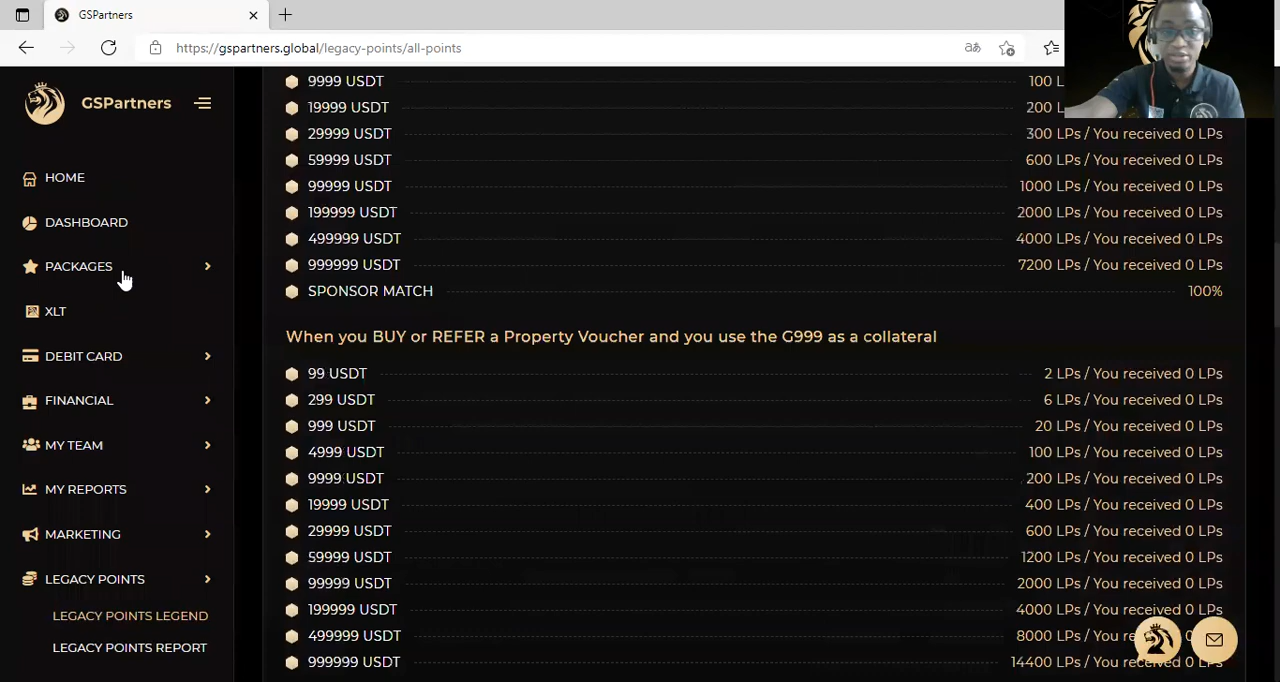 GSPartners
https://gspartners.global/legacy-points/all-points
GSPartners
HOME
DASHBOARD
PACKAGES
XLT
DEBIT CARD
FINANCIAL
MY TEAM
MY REPORTS
MARKETING
LEGACY POINTS
LEGACY POINTS LEGEND
LEGACY POINTS REPORT
9999 USDT 100 L
19999 USDT 200 L
29999 USDT 300 LPs / You received 0 LPs
59999 USDT 600 LPs / You received 0 LPs
99999 USDT 1000 LPs / You received 0 LPs
199999 USDT 2000 LPs / You received 0 LPs
499999 USDT 4000 LPs / You received 0 LPs
999999 USDT 7200 LPs / You received 0 LPs
SPONSOR MATCH 100%
When you BUY or REFER a Property Voucher and you use the G999 as a collateral
99 USDT 2 LPs / You received 0 LPs
299 USDT 6 LPs / You received 0 LPs
999 USDT 20 LPs / You received 0 LPs
4999 USDT 100 LPs / You received 0 LPs
9999 USDT 200 LPs / You received 0 LPs
19999 USDT 400 LPs / You received 0 LPs
29999 USDT 600 LPs / You received 0 LPs
59999 USDT 1200 LPs / You received 0 LPs
99999 USDT 2000 LPs / You received 0 LPs
199999 USDT 4000 LPs / You received 0 LPs
499999 USDT 8000 LPs / You re 0 LPs
999999 USDT 14400 LPs / You received 0 LPs